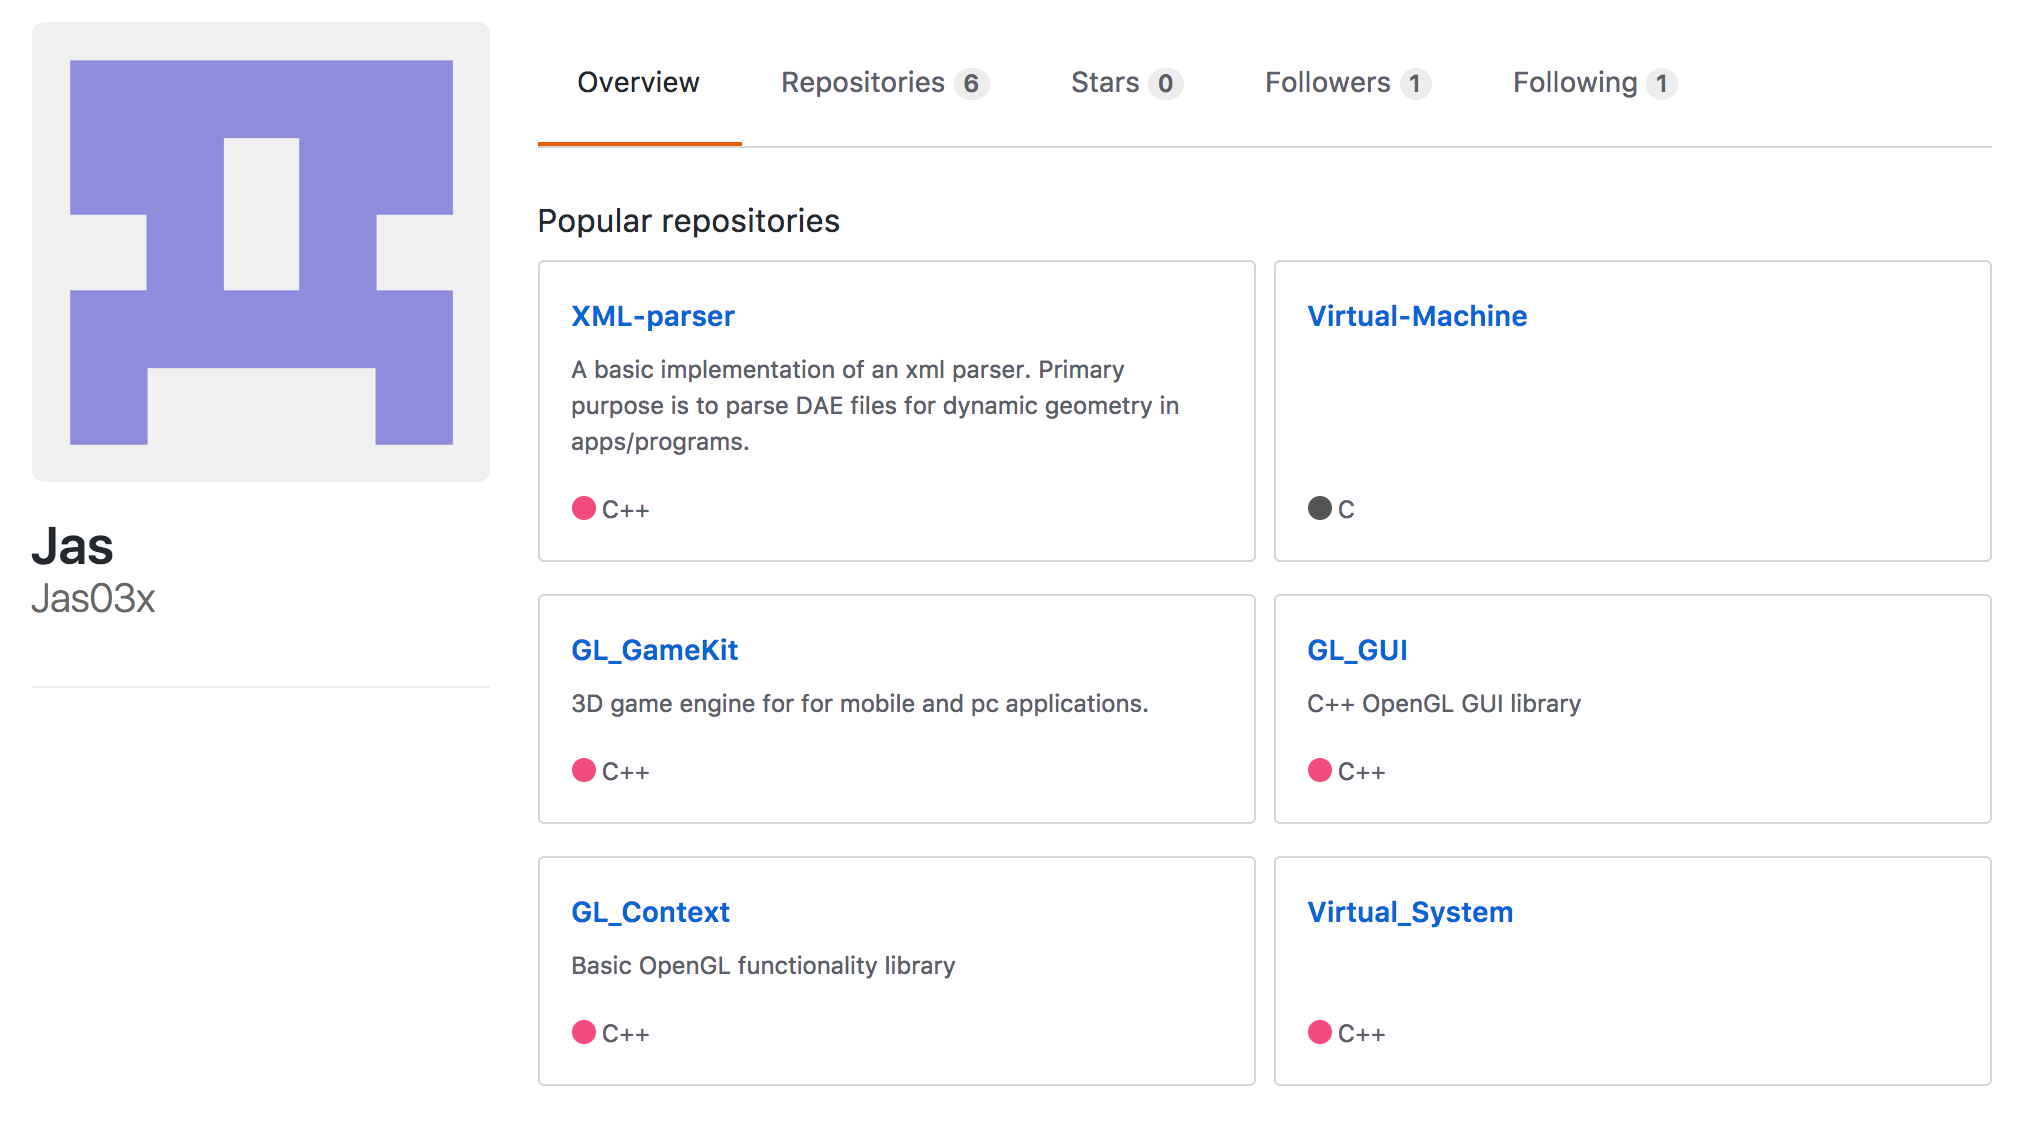 Overview Repositories 6 Stars 0 Followers 1 Following 1
Jas
Jas03x
Popular repositories
XML-parser
A basic implementation of an xml parser. Primary
purpose is to parse DAE files for dynamic geometry in
apps/programs.
C++
Virtual-Machine
C
GL_GameKit
3D game engine for for mobile and pc applications.
C++
GL_GUI
C++ OpenGL GUI library
C++
GL_Context
Basic OpenGL functionality library
C++
Virtual_System
C++